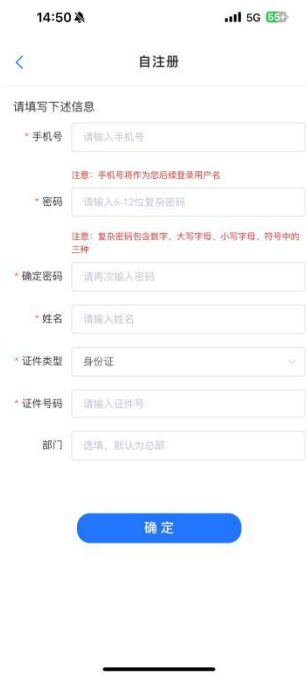 14:50
5G 55
自注册
请填写下述信息
* 手机号 请输入手机号
注意：手机号将作为您后续登录用户名
* 密码 请输入6-12位复杂密码
注意：复杂密码包含数字、大写字母、小写字母、符号中的
三种
* 确定密码 请再次输入密码
* 姓名 请输入姓名
* 证件类型 身份证
* 证件号码 请输入证件号
部门 选填，默认为总部
确 定